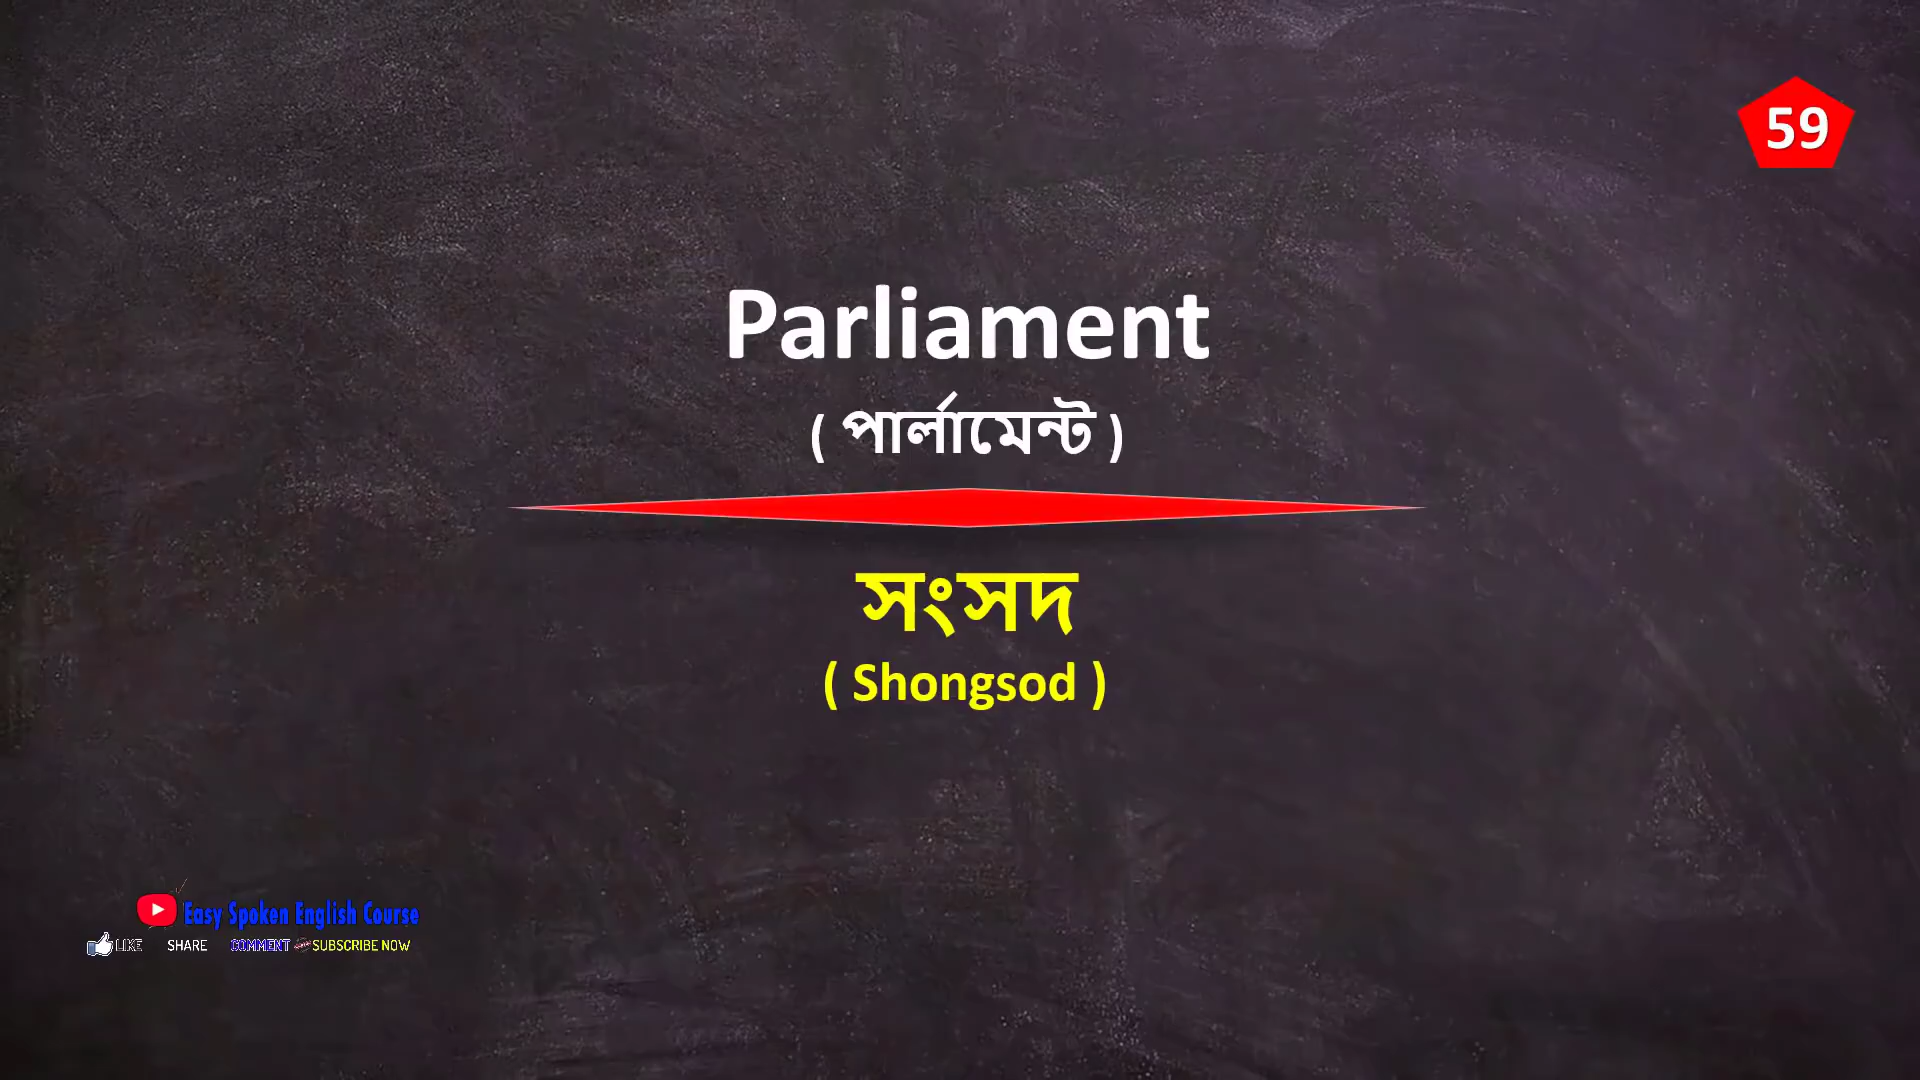 59
Parliament
( পার্লামেন্ট )
সংসদ
( Shongsod )
Easy Spoken English Course
LIKE SHARE COMMENT SUBSCRIBE NOW